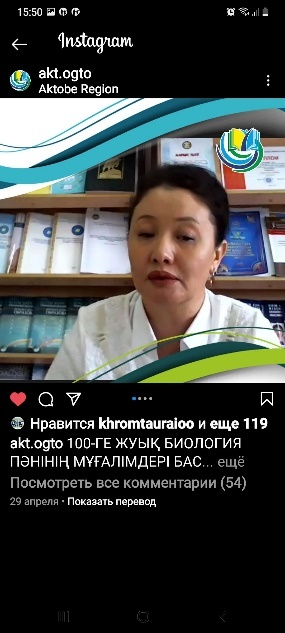 15:50
Instagram
akt.ogto
Aktobe Region
Нравится khromtauraioo и еще 119
akt.ogto 100-ГЕ ЖУЫҚ БИОЛОГИЯ
ПӘНІНІҢ МҰҒАЛІМДЕРІ БАС... ещё
Посмотреть все комментарии (54)
29 апреля • Показать перевод